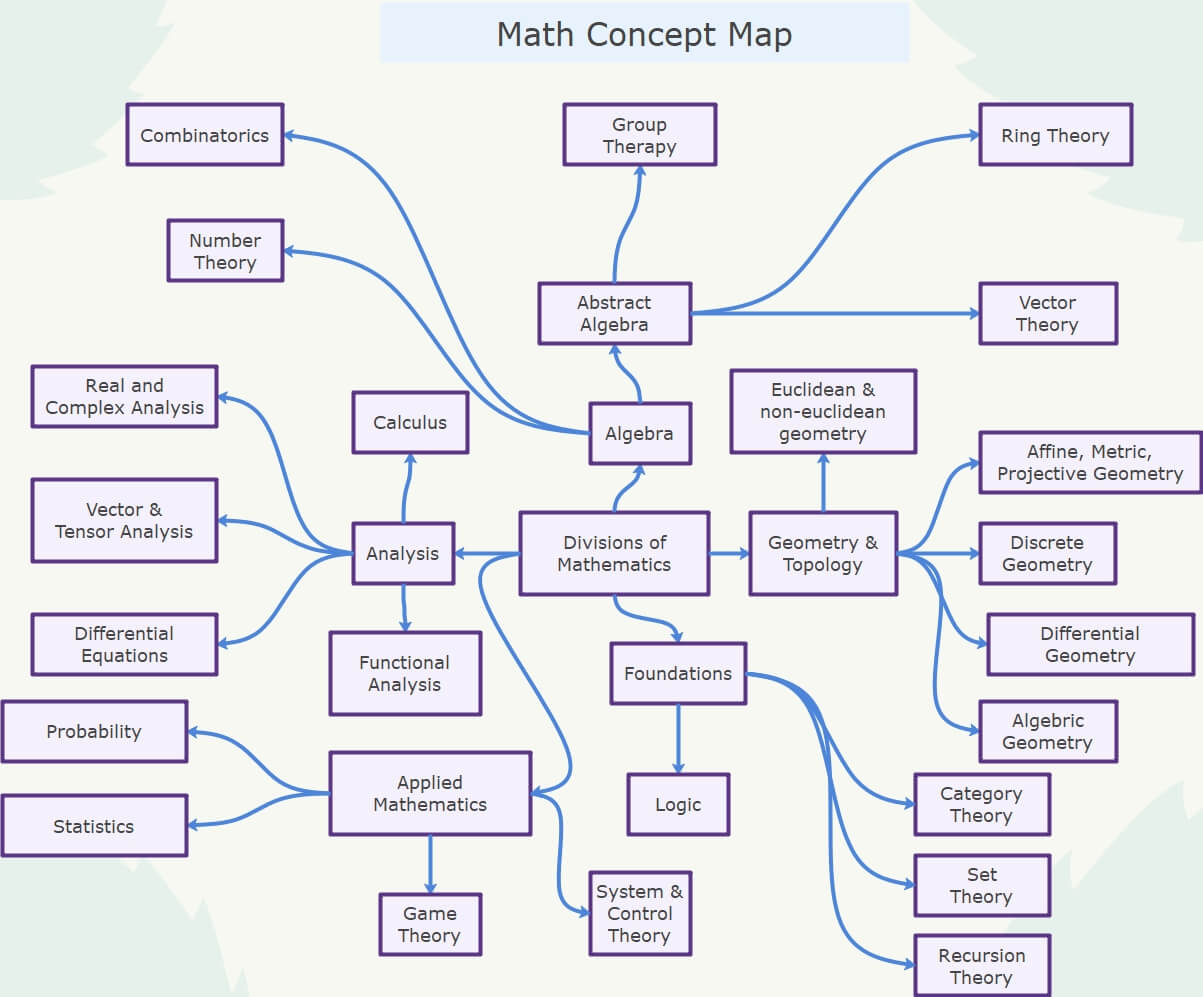 Math Concept Map
Combinatorics
Group
Therapy
Ring Theory
Number
Theory
Abstract
Algebra
Vector
Theory
Real and
Complex Analysis
Calculus
Algebra
Euclidean &
non-euclidean
geometry
Affine, Metric,
Projective Geometry
Vector &
Tensor Analysis
Analysis
Divisions of
Mathematics
Geometry &
Topology
Discrete
Geometry
Differential
Equations
Functional
Analysis
Foundations
Differential
Geometry
Probability
Algebric
Geometry
Applied
Mathematics
Logic
Category
Theory
Statistics
Set
Theory
Game
Theory
System &
Control
Theory
Recursion
Theory